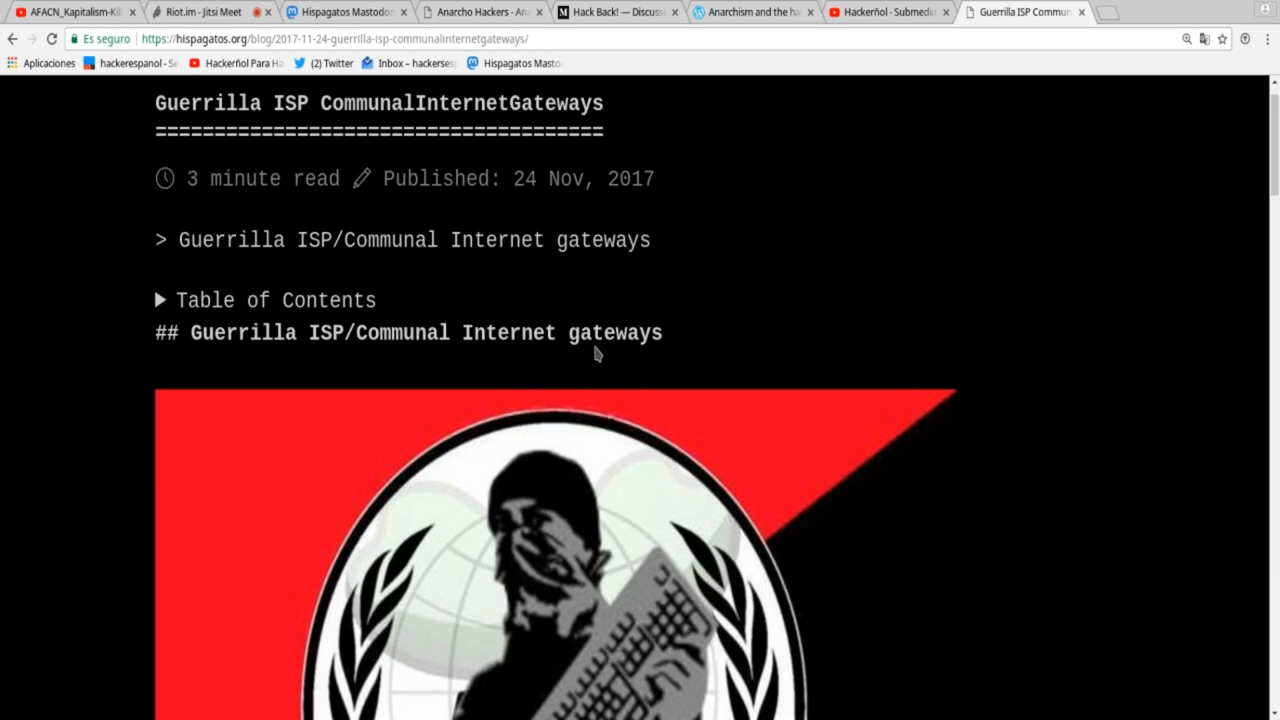 AFACN_Kapitalism-Kil
Riot.im - Jitsi Meet
Hispagatos Mastodo
Anarcho Hackers - An
Hack Back! — Discuss
Anarchism and the ha
Hackerñol - Submedia
Guerrilla ISP Commun
Es seguro
https://hispagatos.org/blog/2017-11-24-guerrilla-isp-communalinternetgateways/
Aplicaciones
hackerespanol - Se
Hackerñol Para Ha
(2) Twitter
Inbox – hackersesp
Hispagatos Masto
Guerrilla ISP CommunalInternetGateways
======================================
3 minute read Published: 24 Nov, 2017
> Guerrilla ISP/Communal Internet gateways
Table of Contents
## Guerrilla ISP/Communal Internet gateways